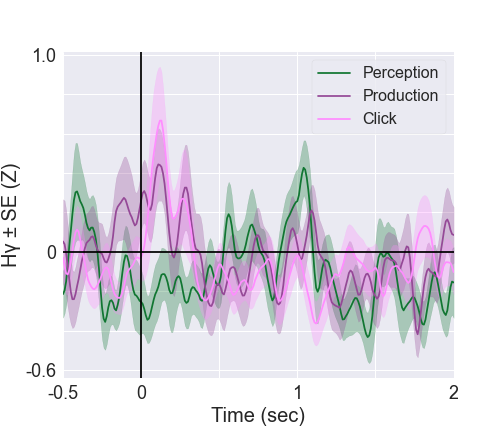 1.0
Perception
Production
Click
Hγ ± SE (Z)
0
-0.6
-0.5 0 1 2
Time (sec)